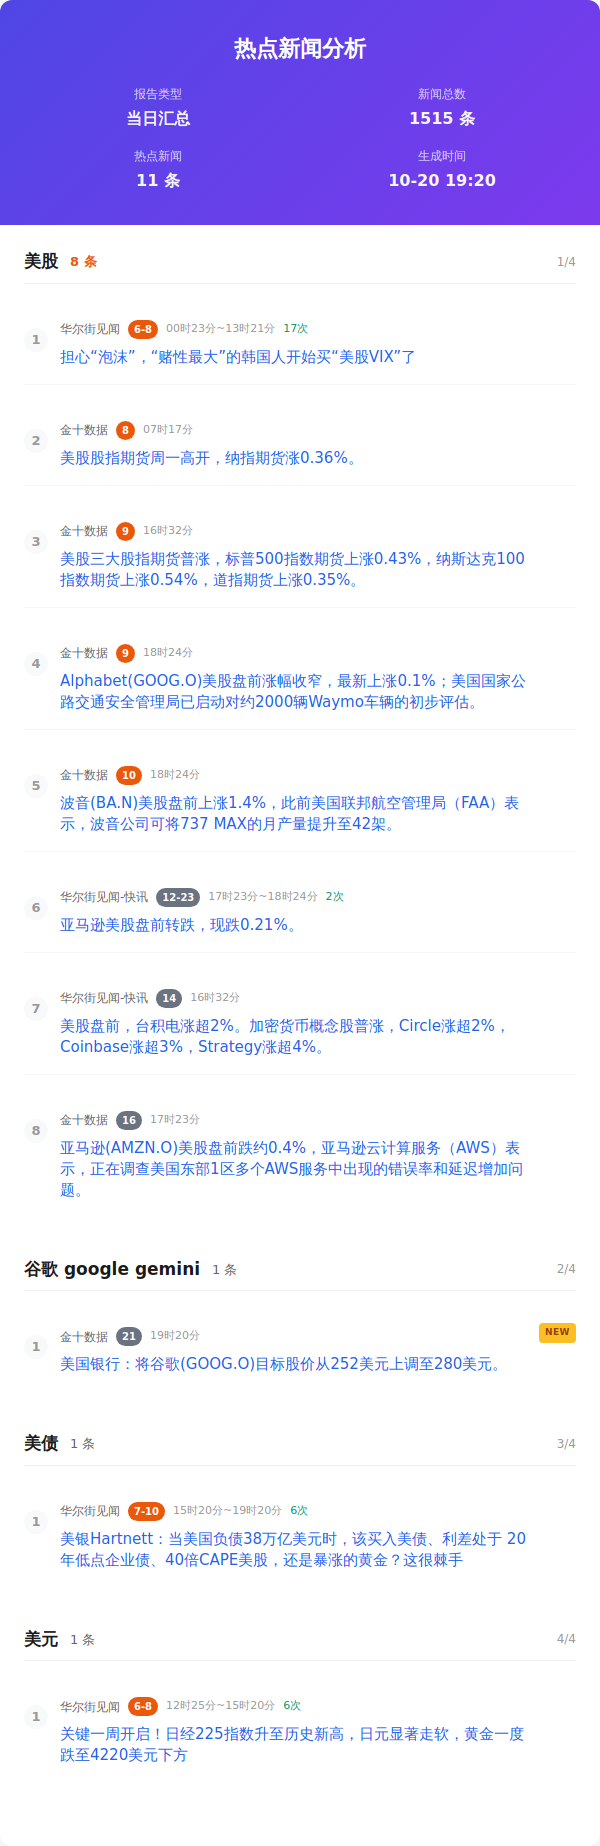 热点新闻分析
报告类型
新闻总数
当日汇总
1515 条
热点新闻
生成时间
11 条
10-20 19:20
美股 8 条 1/4
1 华尔街见闻 6-8 00时23分~13时21分 17次
担心“泡沫”，“赌性最大”的韩国人开始买“美股VIX”了
2 金十数据 8 07时17分
美股股指期货周一高开，纳指期货涨0.36%。
3 金十数据 9 16时32分
美股三大股指期货普涨，标普500指数期货上涨0.43%，纳斯达克100
指数期货上涨0.54%，道指期货上涨0.35%。
4 金十数据 9 18时24分
Alphabet(GOOG.O)美股盘前涨幅收窄，最新上涨0.1%；美国国家公
路交通安全管理局已启动对约2000辆Waymo车辆的初步评估。
5 金十数据 10 18时24分
波音(BA.N)美股盘前上涨1.4%，此前美国联邦航空管理局（FAA）表
示，波音公司可将737 MAX的月产量提升至42架。
6 华尔街见闻-快讯 12-23 17时23分~18时24分 2次
亚马逊美股盘前转跌，现跌0.21%。
7 华尔街见闻-快讯 14 16时32分
美股盘前，台积电涨超2%。加密货币概念股普涨，Circle涨超2%，
Coinbase涨超3%，Strategy涨超4%。
8 金十数据 16 17时23分
亚马逊(AMZN.O)美股盘前跌约0.4%，亚马逊云计算服务（AWS）表
示，正在调查美国东部1区多个AWS服务中出现的错误率和延迟增加问
题。
谷歌 google gemini 1 条 2/4
1 金十数据 21 19时20分 NEW
美国银行：将谷歌(GOOG.O)目标股价从252美元上调至280美元。
美债 1 条 3/4
1 华尔街见闻 7-10 15时20分~19时20分 6次
美银Hartnett：当美国负债38万亿美元时，该买入美债、利差处于 20
年低点企业债、40倍CAPE美股，还是暴涨的黄金？这很棘手
美元 1 条 4/4
1 华尔街见闻 6-8 12时25分~15时20分 6次
关键一周开启！日经225指数升至历史新高，日元显著走软，黄金一度
跌至4220美元下方